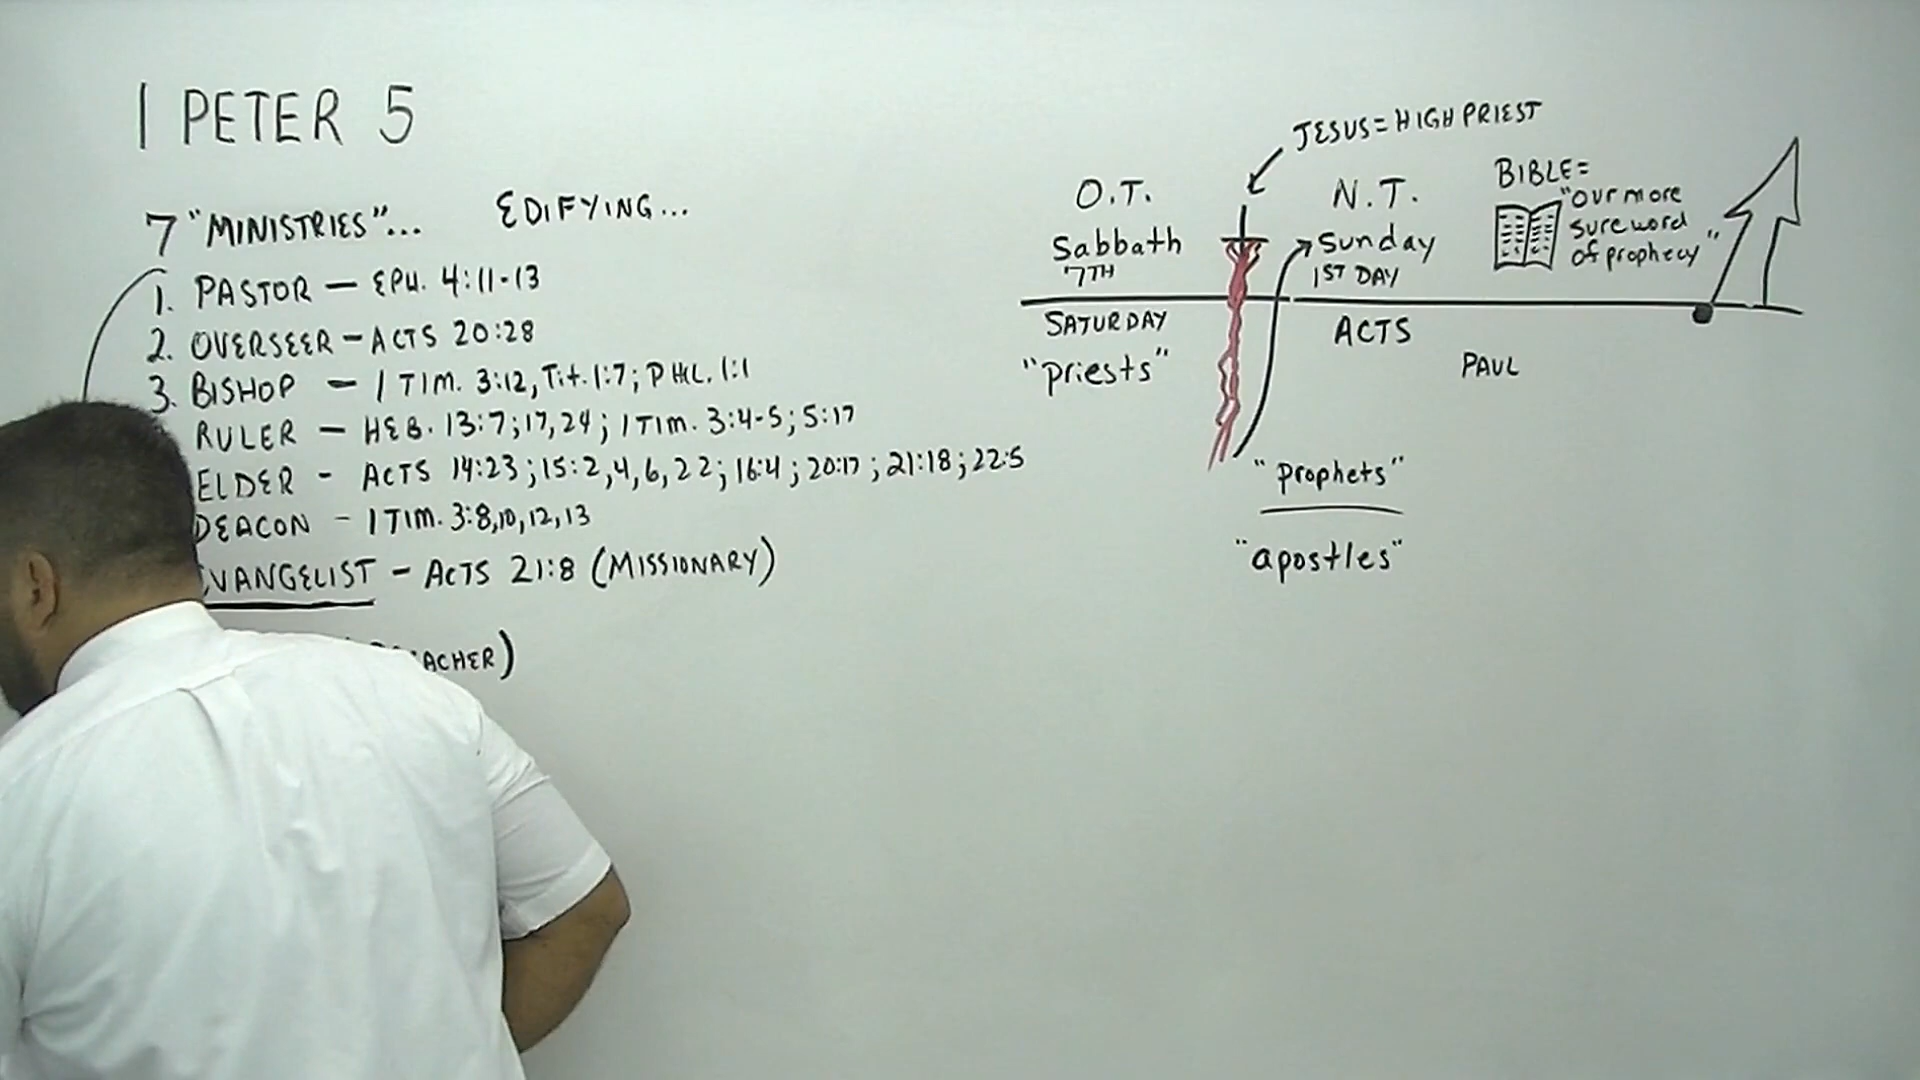 1 PETER 5
7 "MINISTRIES"... EDIFYING...
1. PASTOR — EPH. 4:11-13
2. OVERSEER — ACTS 20:28
3. BISHOP — 1 TIM. 3:12, Tit. 1:7; PHIL. 1:1
RULER — HEB. 13:7;17,24; 1 TIM. 3:4-5; 5:17
ELDER - ACTS 14:23; 15:2,4,6,22; 16:4; 20:17; 21:18; 22:5
DEACON - 1 TIM. 3:8,10,12,13
EVANGELIST - ACTS 21:8 (MISSIONARY)
JESUS = HIGH PRIEST
O.T.
Sabbath
7TH
SATURDAY
"priests"
N.T.
Sunday
1ST DAY
ACTS
PAUL
"prophets"
"apostles"
BIBLE=
"our more
sure word
of prophecy"